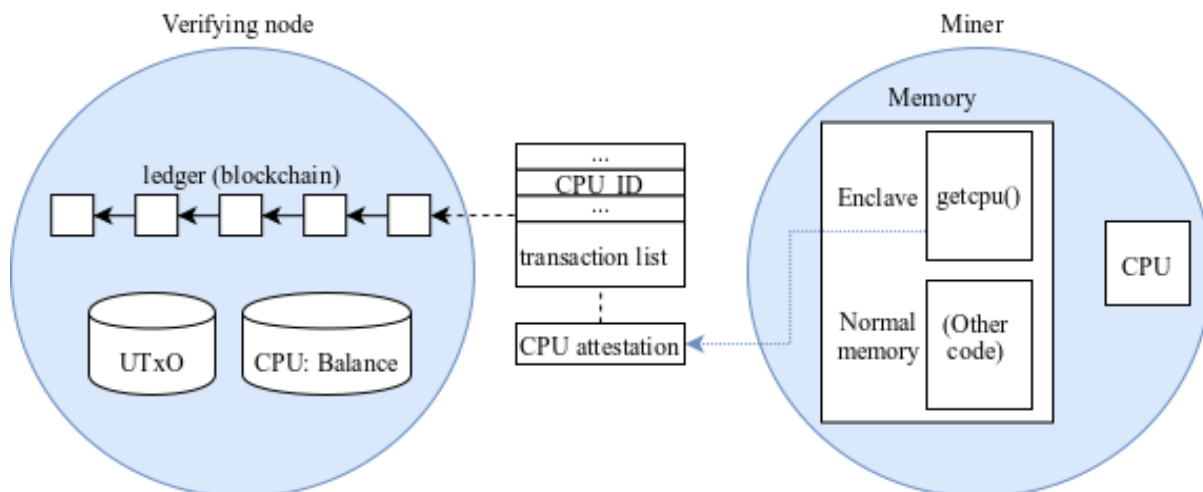 Verifying node
Miner
Memory
ledger (blockchain)
...
CPU_ID
...
transaction list
CPU attestation
UTxO
CPU: Balance
Enclave
getcpu()
Normal
memory
(Other
code)
CPU